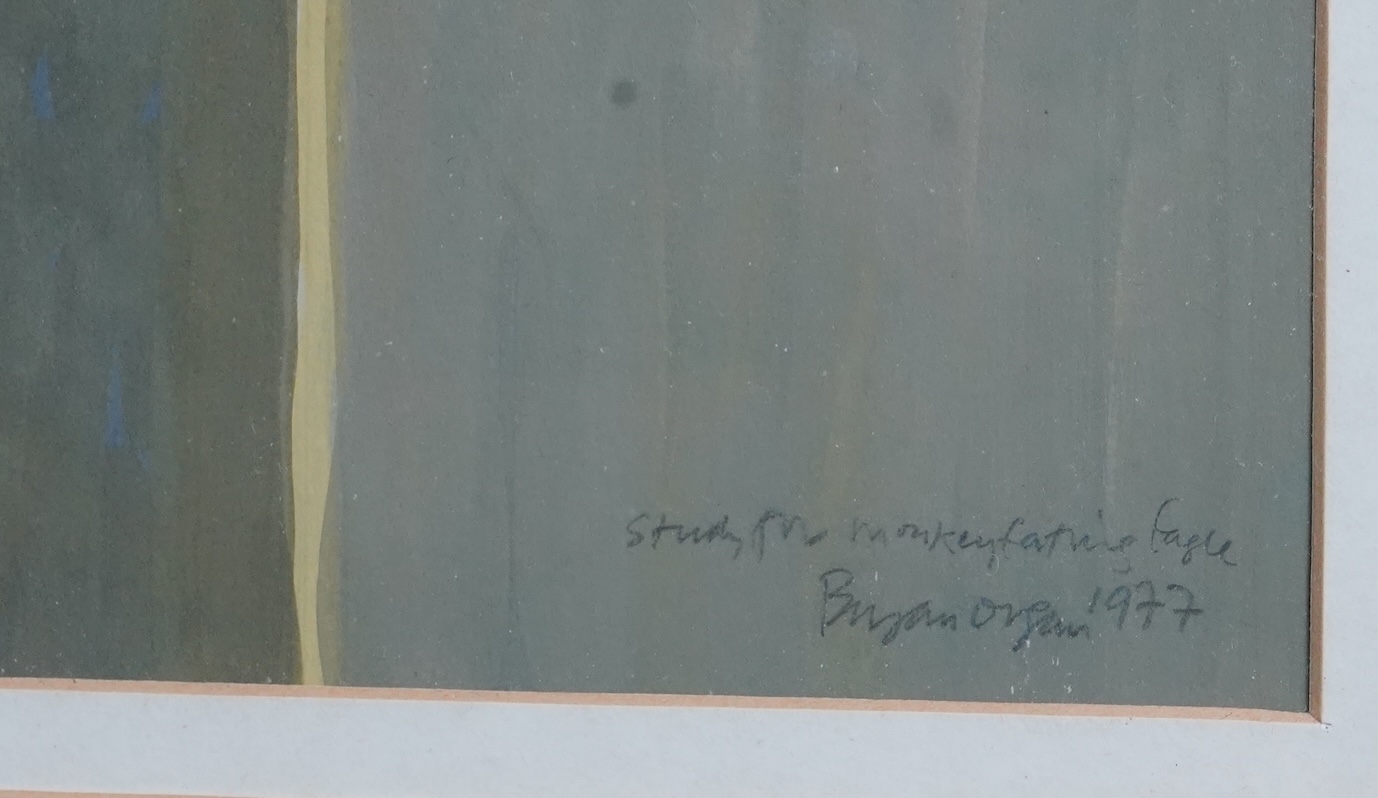 Study for monkey Eating Eagle
Bryan Organ 1977